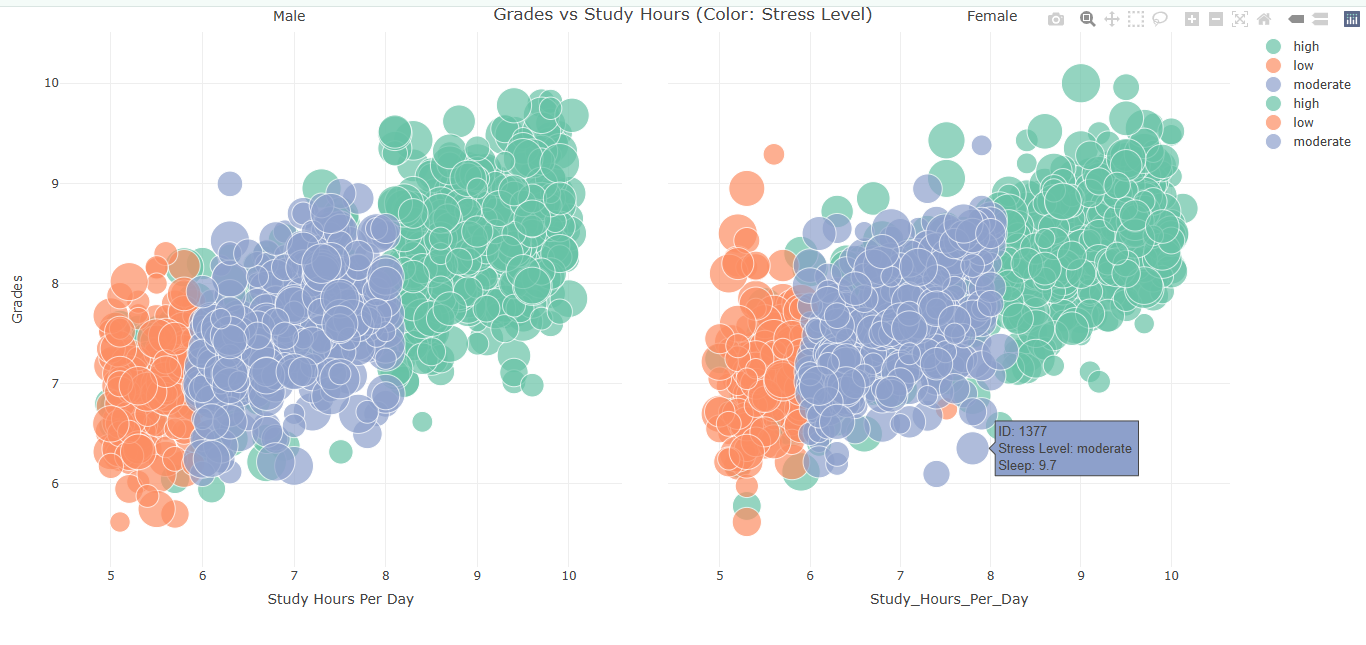 Male
Grades vs Study Hours (Color: Stress Level)
Female
high
low
moderate
high
low
moderate
10
9
8
7
6
Grades
ID: 1377
Stress Level: moderate
Sleep: 9.7
5 6 7 8 9 10
5 6 7 8 9 10
Study Hours Per Day
Study_Hours_Per_Day